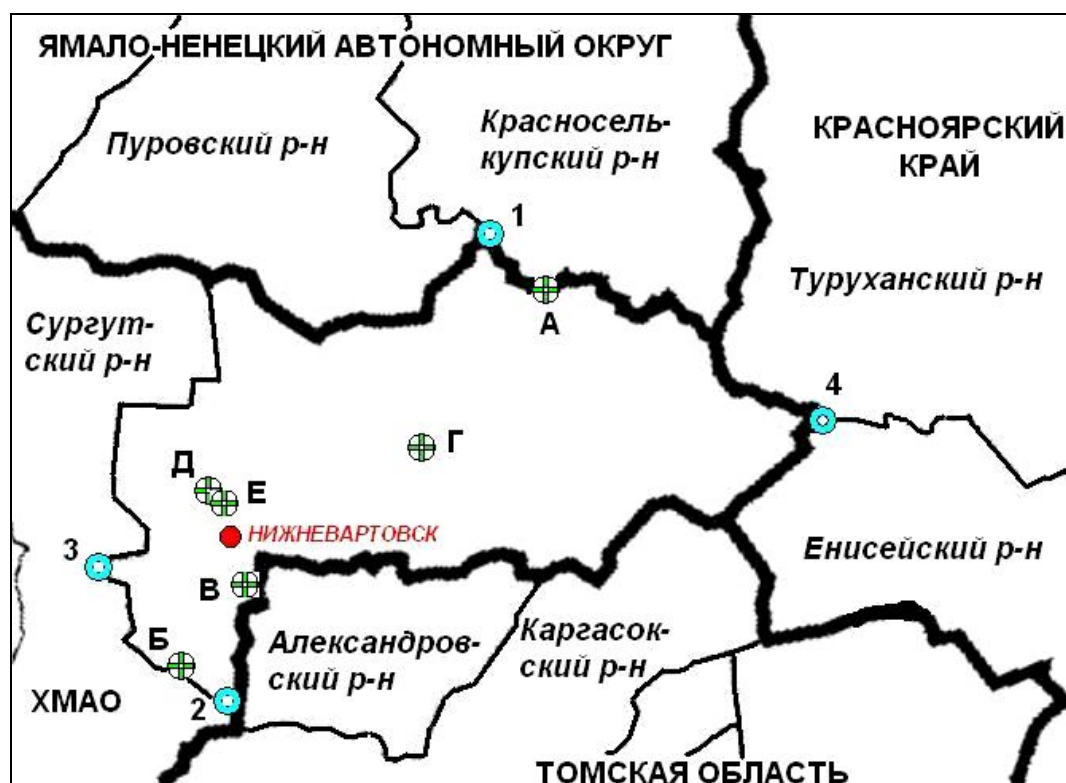 ЯМАЛО-НЕНЕЦКИЙ АВТОНОМНЫЙ ОКРУГ
Пуровский р-н
Красносель-
купский р-н
КРАСНОЯРСКИЙ
КРАЙ
1
Туруханский р-н
А
Сургут-
ский р-н
4
Г
Д
Е
НИЖНЕВАРТОВСК
3
Енисейский р-н
В
Б
Александров-
ский р-н
Каргасок-
ский р-н
ХМАО
2
ТОМСКАЯ ОБЛАСТЬ